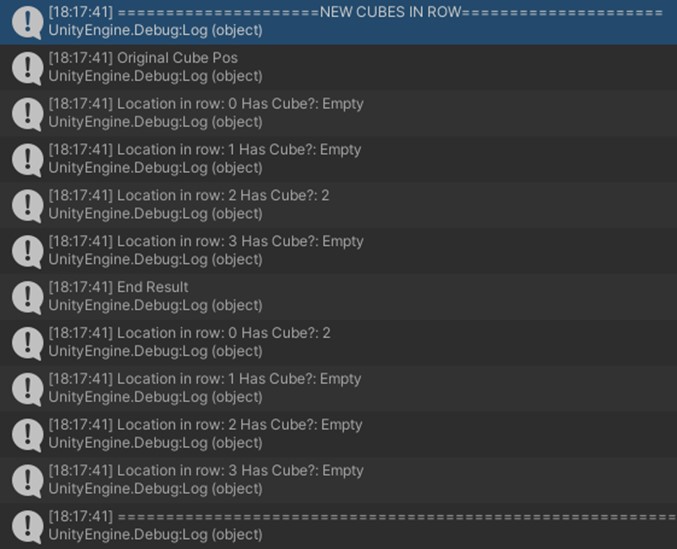 [18:17:41] =====================NEW CUBES IN ROW=====================
UnityEngine.Debug:Log (object)
[18:17:41] Original Cube Pos
UnityEngine.Debug:Log (object)
[18:17:41] Location in row: 0 Has Cube?: Empty
UnityEngine.Debug:Log (object)
[18:17:41] Location in row: 1 Has Cube?: Empty
UnityEngine.Debug:Log (object)
[18:17:41] Location in row: 2 Has Cube?: 2
UnityEngine.Debug:Log (object)
[18:17:41] Location in row: 3 Has Cube?: Empty
UnityEngine.Debug:Log (object)
[18:17:41] End Result
UnityEngine.Debug:Log (object)
[18:17:41] Location in row: 0 Has Cube?: 2
UnityEngine.Debug:Log (object)
[18:17:41] Location in row: 1 Has Cube?: Empty
UnityEngine.Debug:Log (object)
[18:17:41] Location in row: 2 Has Cube?: Empty
UnityEngine.Debug:Log (object)
[18:17:41] Location in row: 3 Has Cube?: Empty
UnityEngine.Debug:Log (object)
[18:17:41] ==========================================================
UnityEngine.Debug:Log (object)